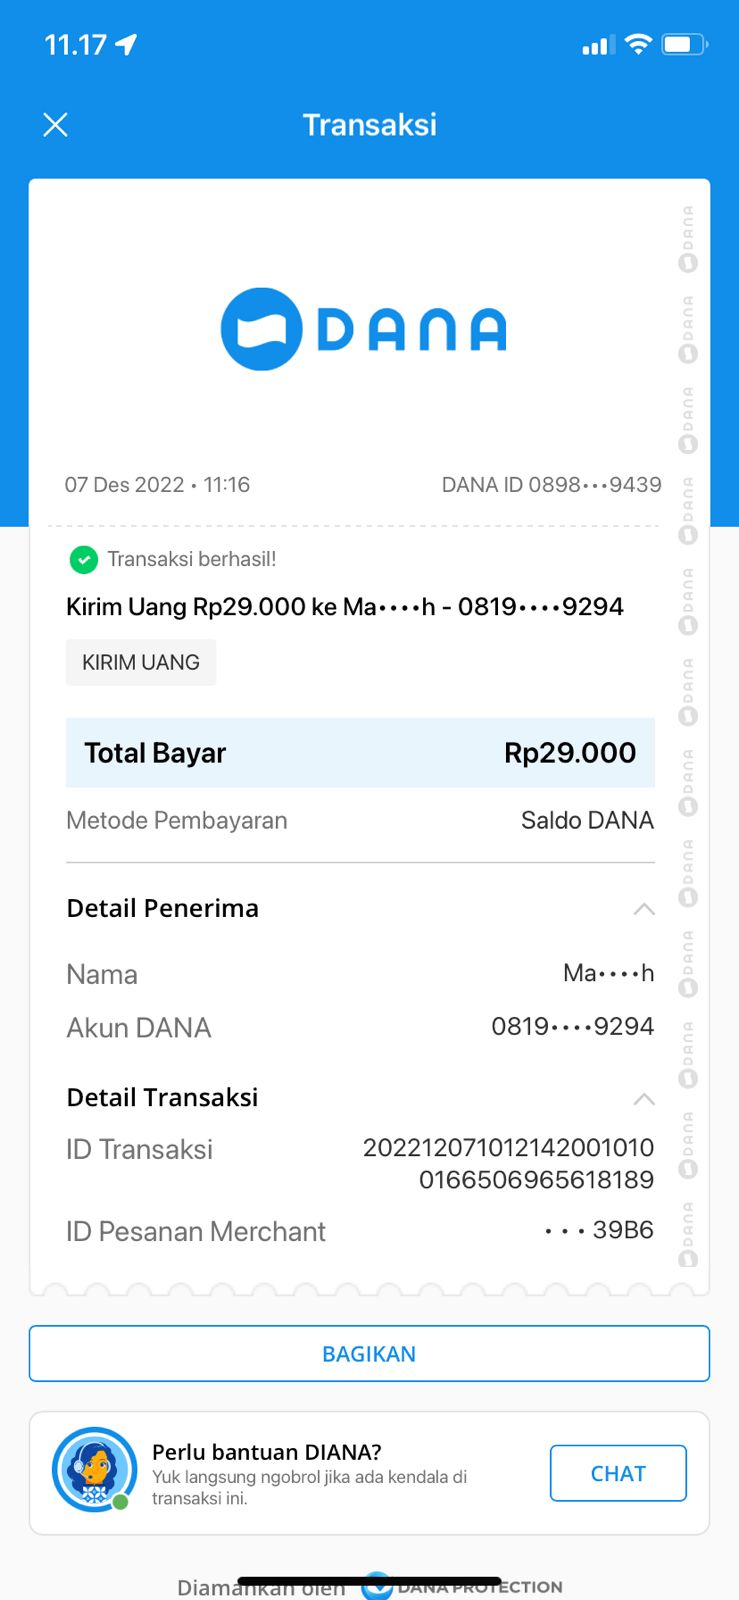 11.17
Transaksi
DANA
07 Des 2022 • 11:16
DANA ID 0898•••9439
Transaksi berhasil!
Kirim Uang Rp29.000 ke Ma••••h - 0819••••9294
KIRIM UANG
Total Bayar Rp29.000
Metode Pembayaran Saldo DANA
Detail Penerima
Nama Ma••••h
Akun DANA 0819••••9294
Detail Transaksi
ID Transaksi 202212071012142001010
0166506965618189
ID Pesanan Merchant • • • 39B6
DANA
DANA
DANA
DANA
DANA
DANA
DANA
DANA
DANA
DANA
DANA
DANA
BAGIKAN
Perlu bantuan DIANA?
Yuk langsung ngobrol jika ada kendala di
transaksi ini.
CHAT
Diamankan oleh DANA PROTECTION